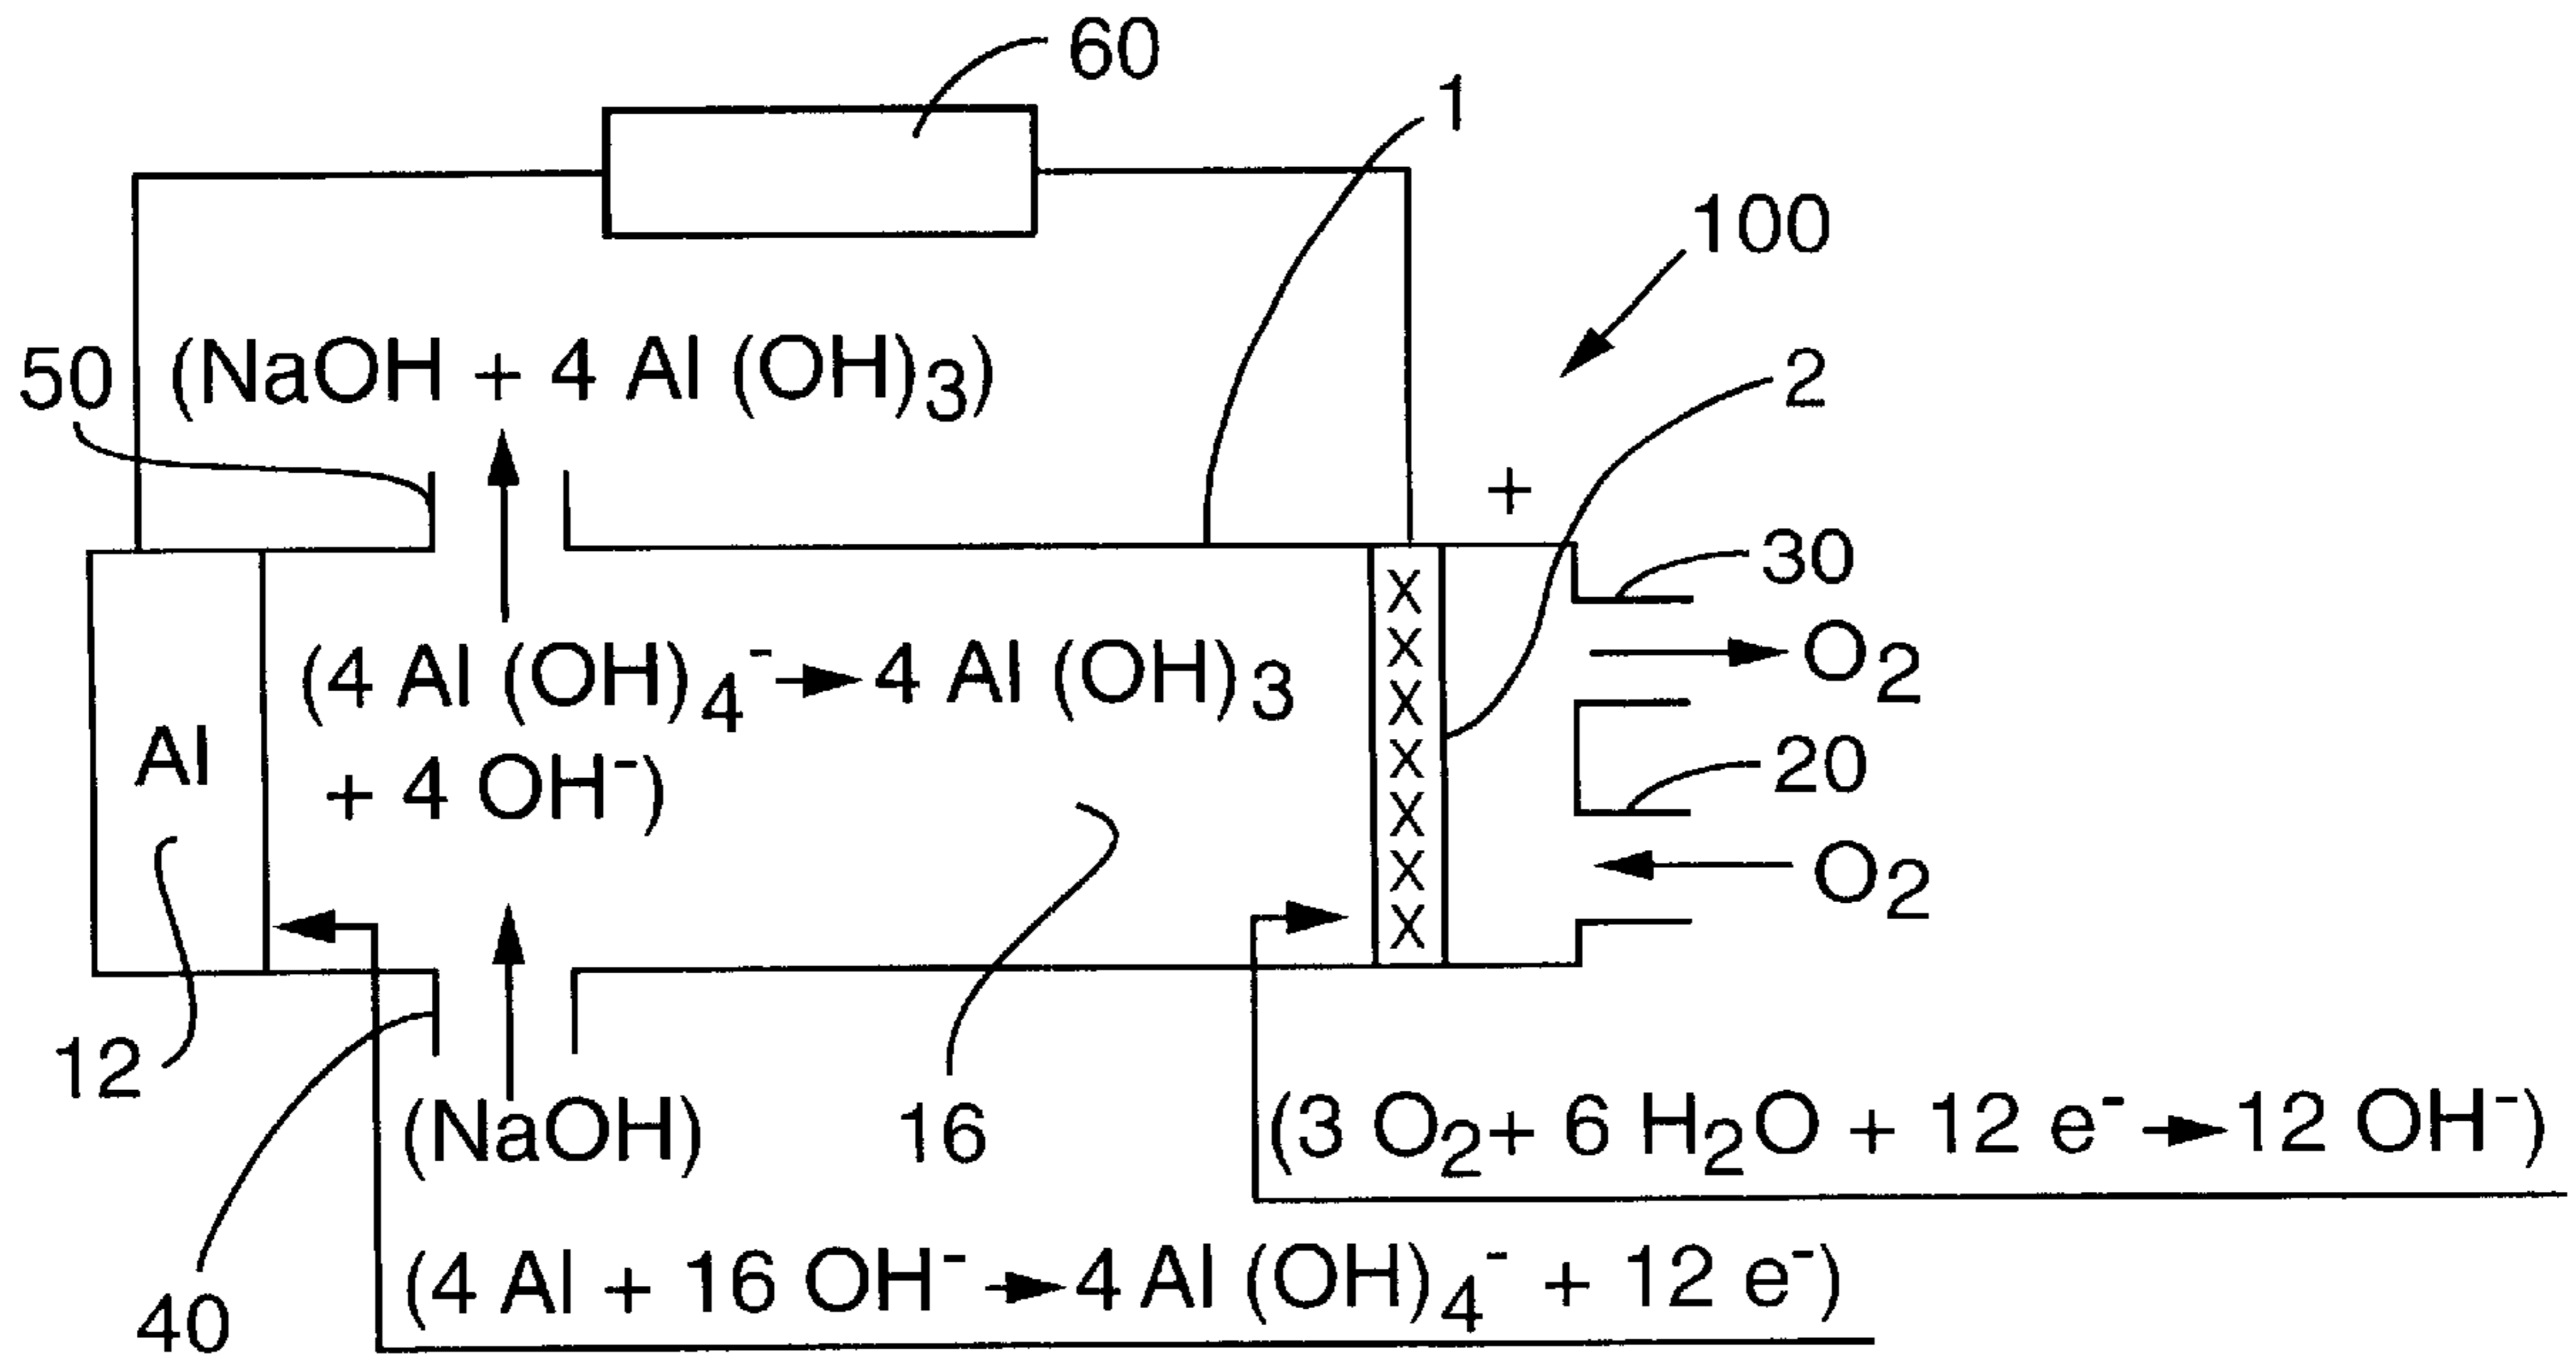 60
1
100
50
(NaOH + 4 Al (OH)₃)
2
+
30
(4 Al (OH)₄⁻ → 4 Al (OH)₃
+ 4 OH⁻)
O₂
Al
20
O₂
X
X
X
X
X
X
X
12
(NaOH)
16
(3 O₂+ 6 H₂O + 12 e⁻ → 12 OH⁻)
40
(4 Al + 16 OH⁻ → 4 Al (OH)₄⁻ + 12 e⁻)